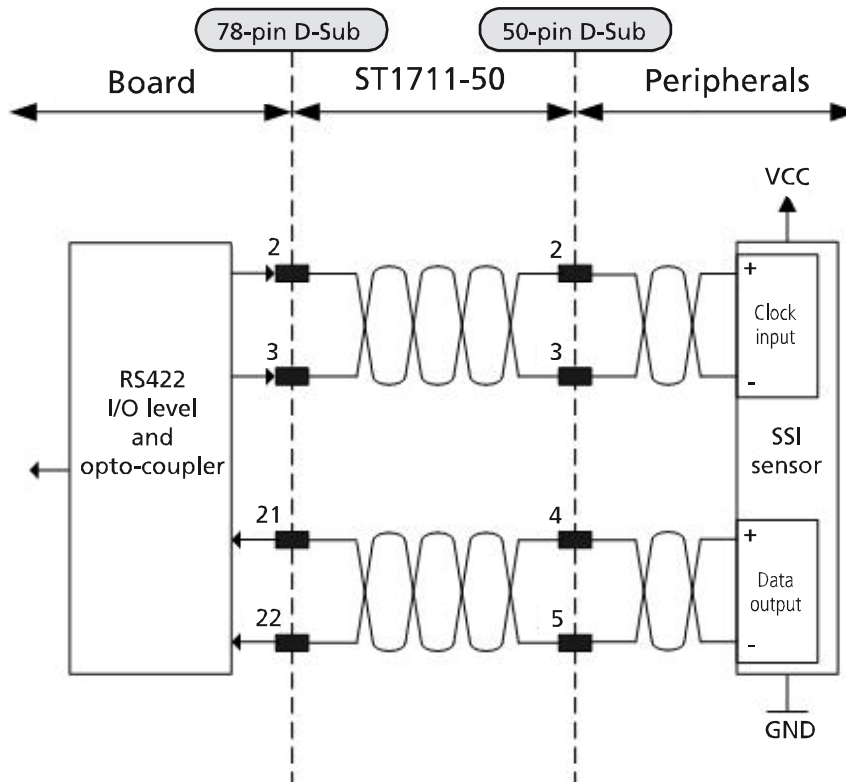 78-pin D-Sub
50-pin D-Sub
Board
ST1711-50
Peripherals
VCC
2
2
+
Clock
input
3
3
-
RS422
I/O level
and
opto-coupler
SSI
sensor
21
4
+
Data
output
22
5
-
GND